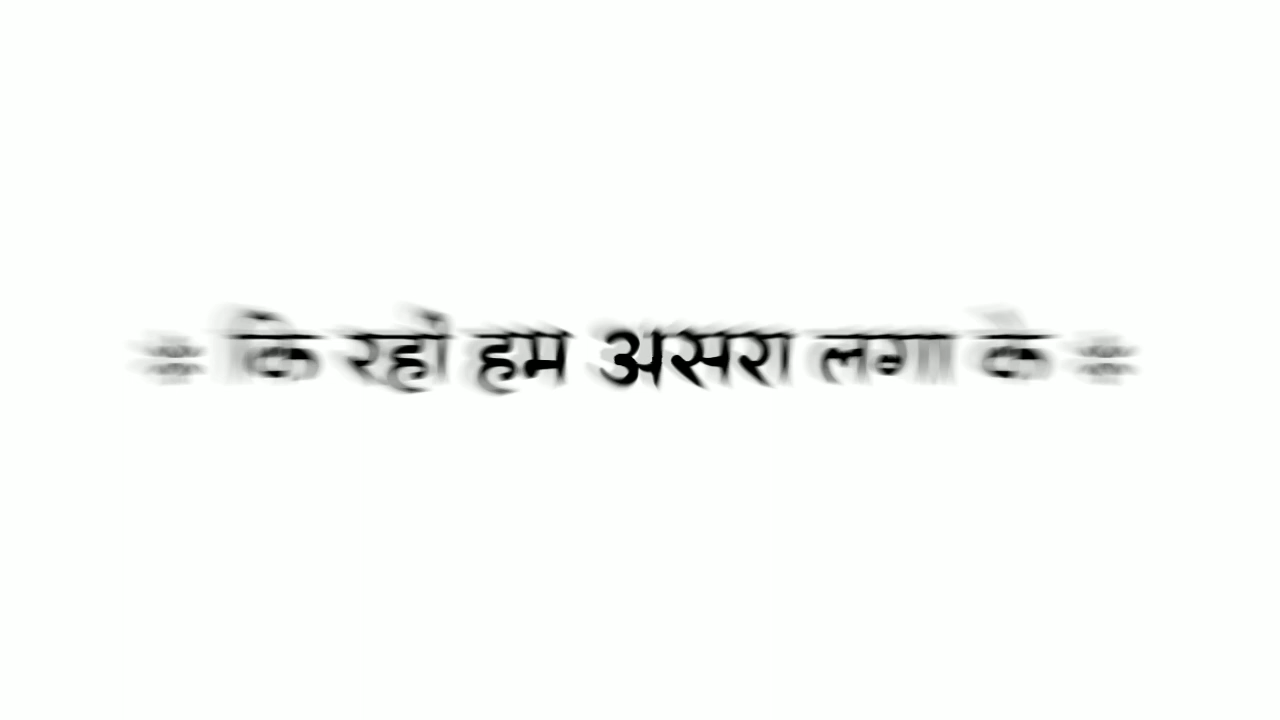 * कि रहों हम असरा लगा के *